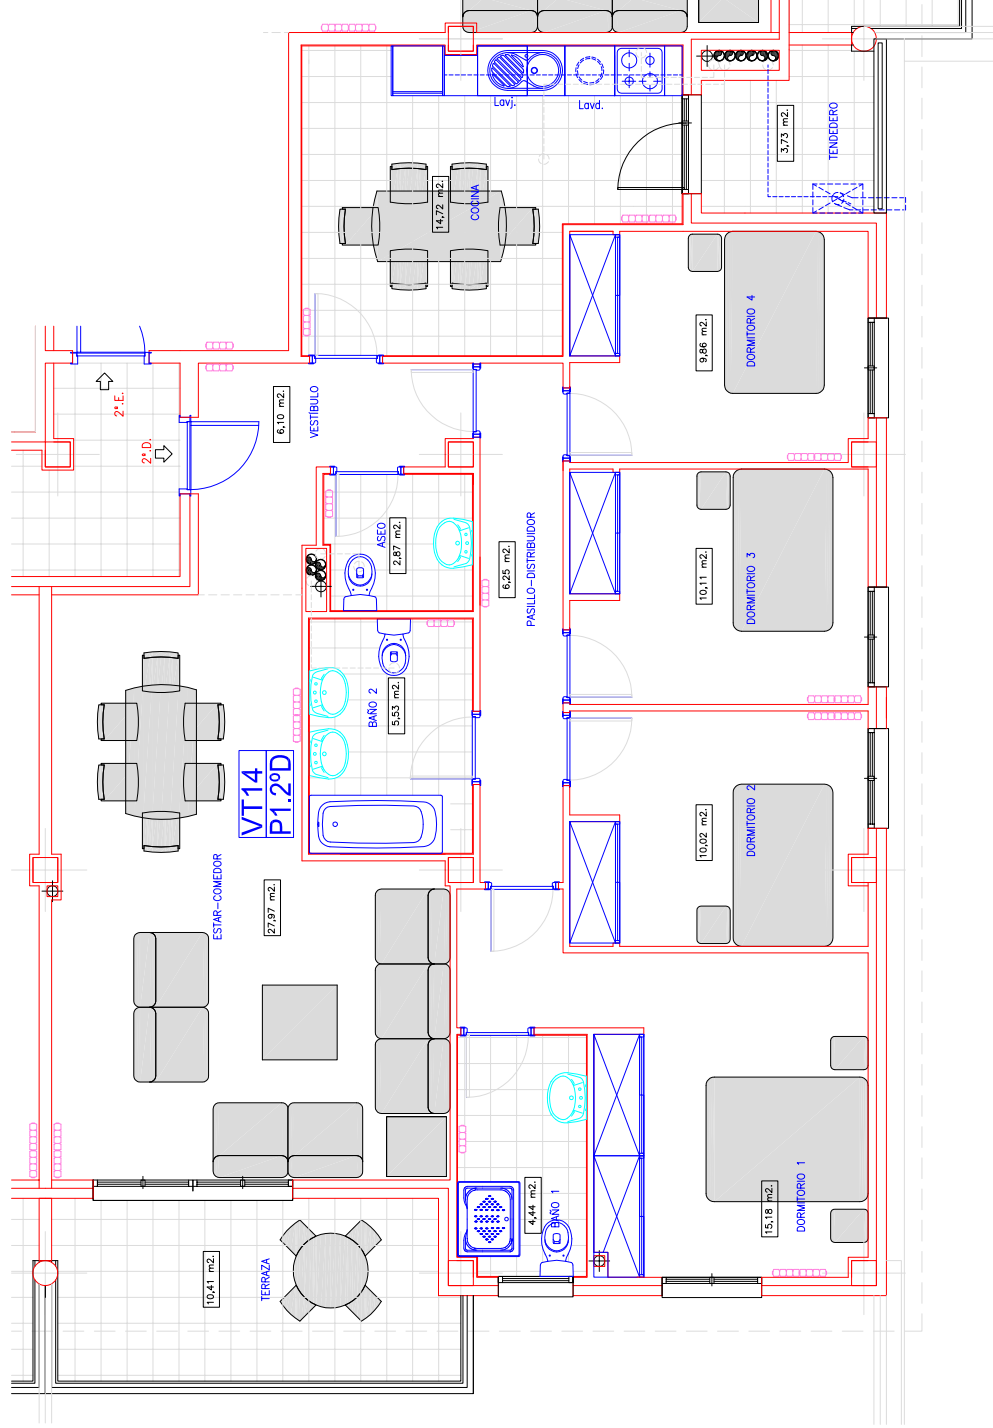 Lavj.
Lavd.
3,73 m2.
TENDEDERO
14,72 m2.
COCINA
9,86 m2.
DORMITORIO 4
2º.E.
2º.D.
6,10 m2.
VESTÍBULO
ASEO
2,87 m2.
6,25 m2.
PASILLO-DISTRIBUIDOR
10,11 m2.
DORMITORIO 3
BAÑO 2
5,53 m2.
VT14
P1.2ºD
10,02 m2.
DORMITORIO 2
ESTAR-COMEDOR
27,97 m2.
4,44 m2.
BAÑO 1
15,18 m2.
DORMITORIO 1
10,41 m2.
TERRAZA